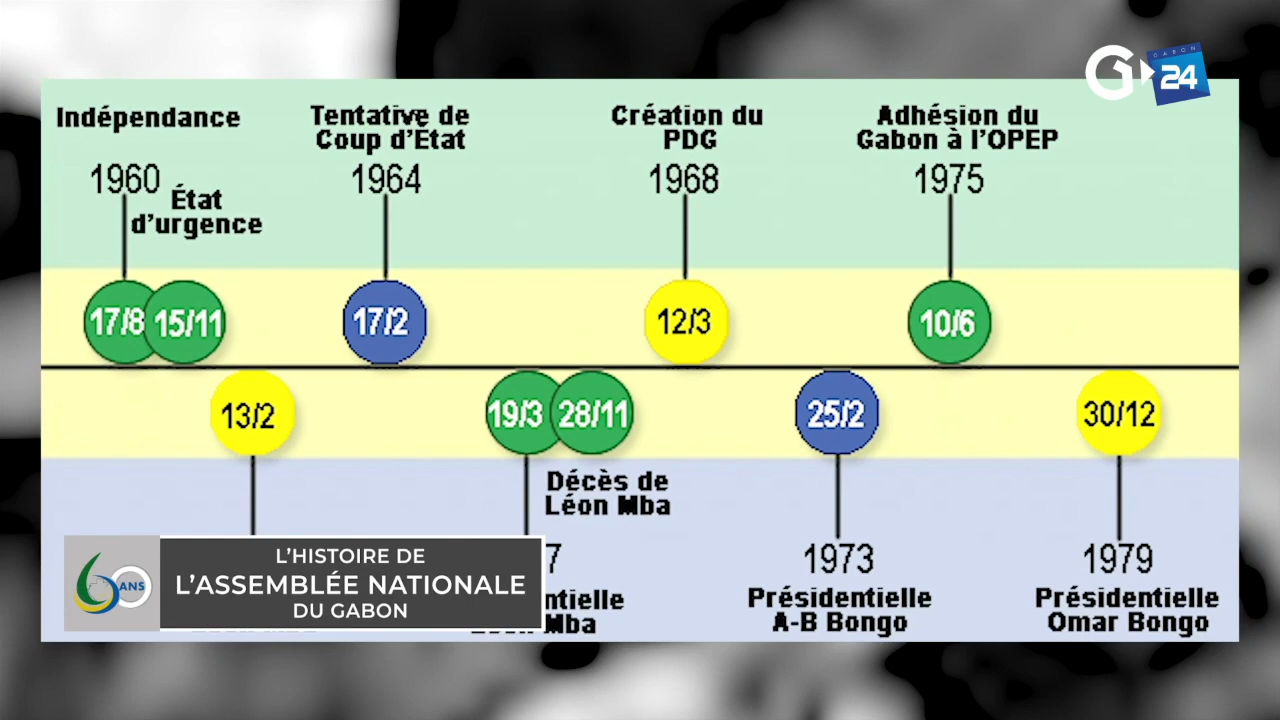 GABON
G 24
Indépendance
1960
État
d'urgence
Tentative de
Coup d'État
1964
Création du
PDG
1968
Adhésion du
Gabon à l'OPEP
1975
17/8
15/11
17/2
12/3
10/6
13/2
19/3
28/11
25/2
30/12
Décès de
Léon Mba
7
1973
Présidentielle
A-B Bongo
1979
Présidentielle
Omar Bongo
Mba
60 ANS
L'HISTOIRE DE
L'ASSEMBLÉE NATIONALE
DU GABON